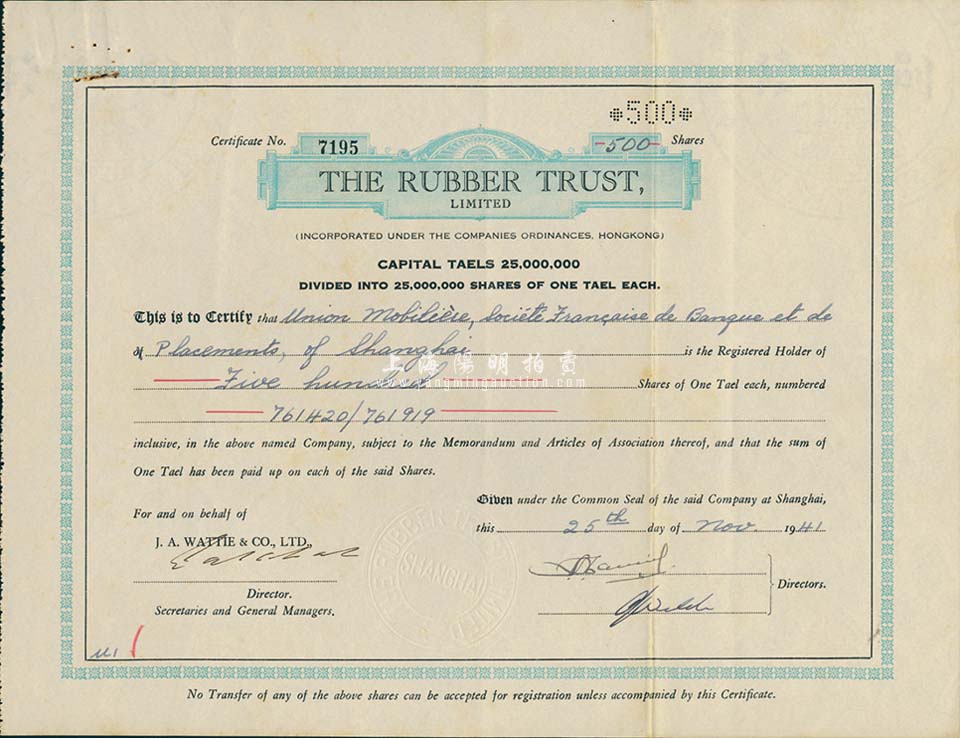 *500*
Certificate No. 7195 -500- Shares
THE RUBBER TRUST,
LIMITED
(INCORPORATED UNDER THE COMPANIES ORDINANCES, HONGKONG)
CAPITAL TAELS 25,000,000
DIVIDED INTO 25,000,000 SHARES OF ONE TAEL EACH.
This is to Certify that Union Mobilière, Société Française de Banque et de
of Placements, of Shanghai is the Registered Holder of
上海陽明拍賣
Five hundred Shares of One Tael each, numbered
761420/761919
inclusive, in the above named Company, subject to the Memorandum and Articles of Association thereof, and that the sum of
One Tael has been paid up on each of the said Shares.
Given under the Common Seal of the said Company at Shanghai,
this 25th day of Nov. 1941
For and on behalf of
J. A. WATTIE & CO., LTD.,
Director.
Secretaries and General Managers.
Directors.
SHANGHAI
No Transfer of any of the above shares can be accepted for registration unless accompanied by this Certificate.